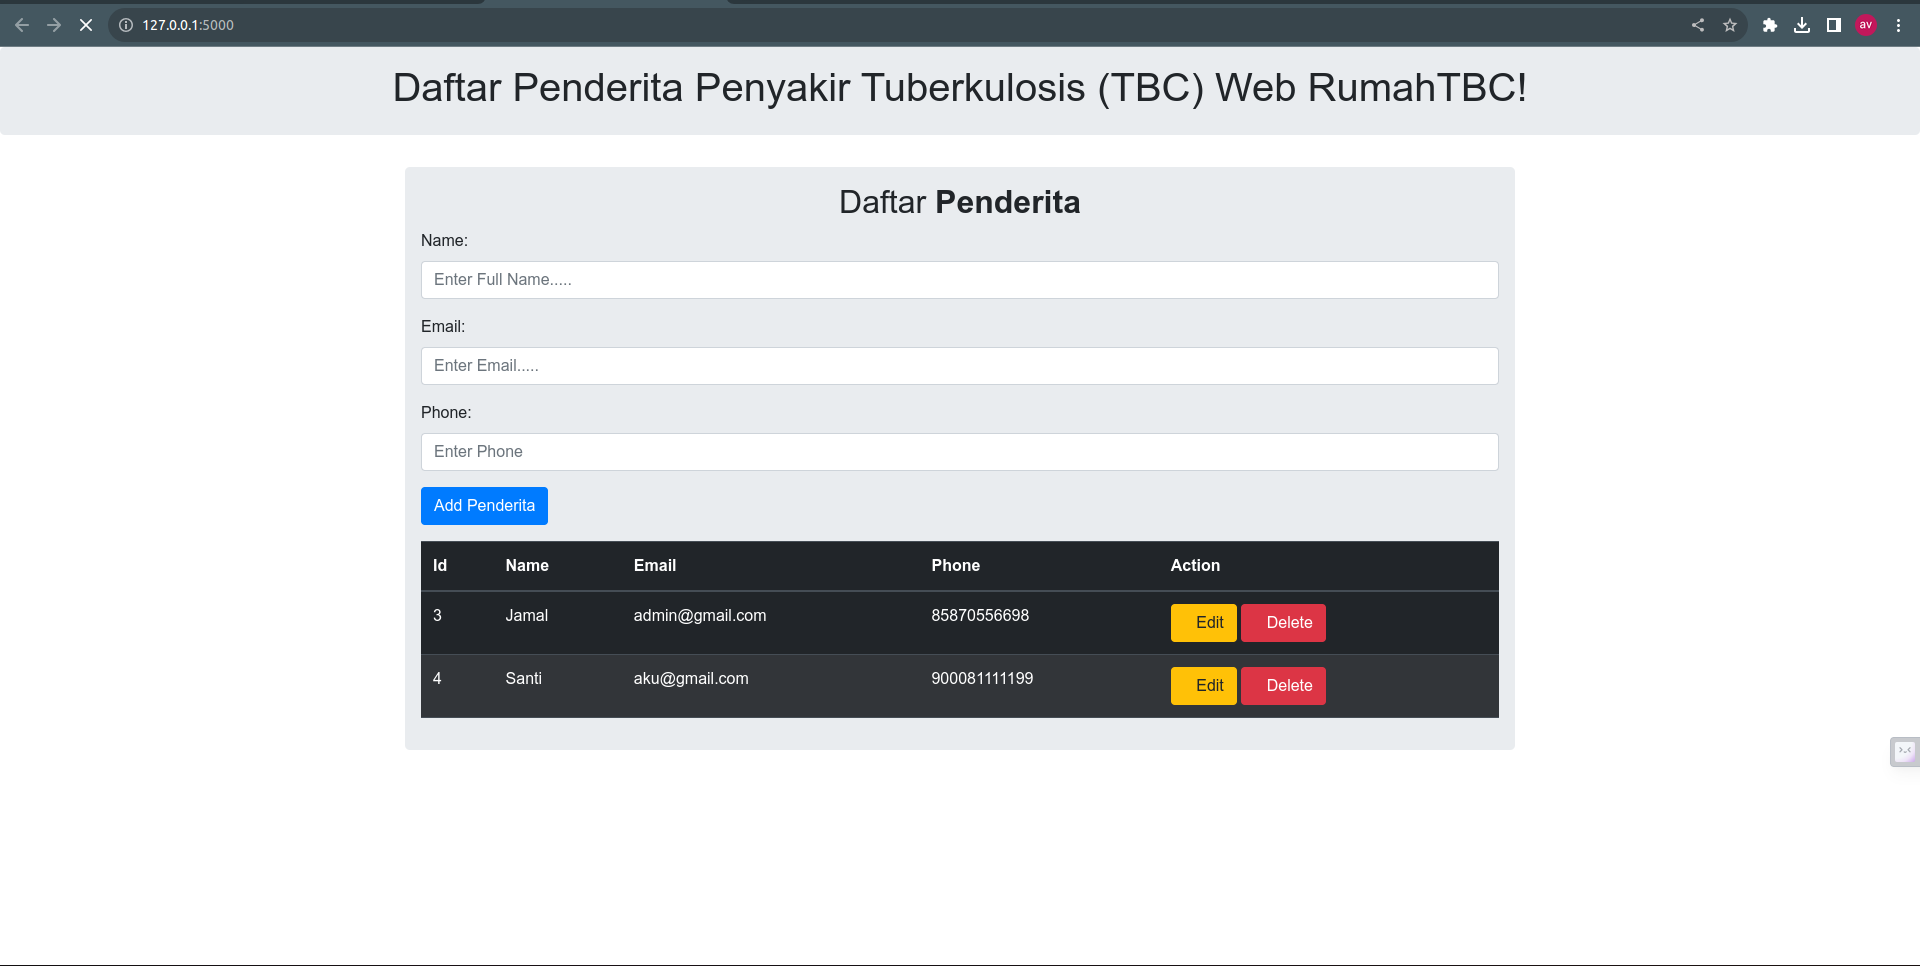 127.0.0.1:5000
av
Daftar Penderita Penyakir Tuberkulosis (TBC) Web RumahTBC!
Daftar Penderita
Name:
Enter Full Name.....
Email:
Enter Email.....
Phone:
Enter Phone
Add Penderita
Id Name Email Phone Action
3 Jamal admin@gmail.com 85870556698 Edit Delete
4 Santi aku@gmail.com 900081111199 Edit Delete